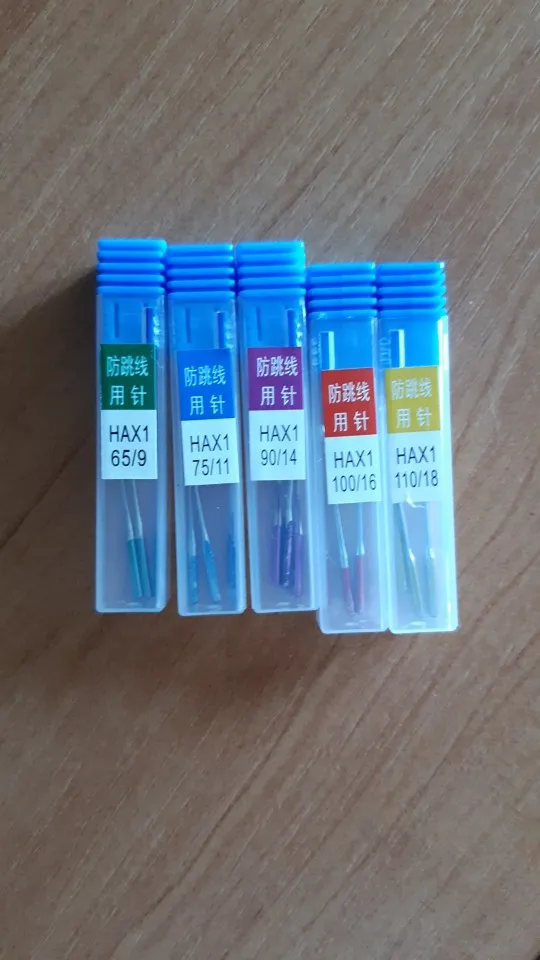 防跳线
用针
HAX1
65/9
防跳线
用针
HAX1
75/11
防跳线
用针
HAX1
90/14
防跳线
用针
HAX1
100/16
防跳线
用针
HAX1
110/18